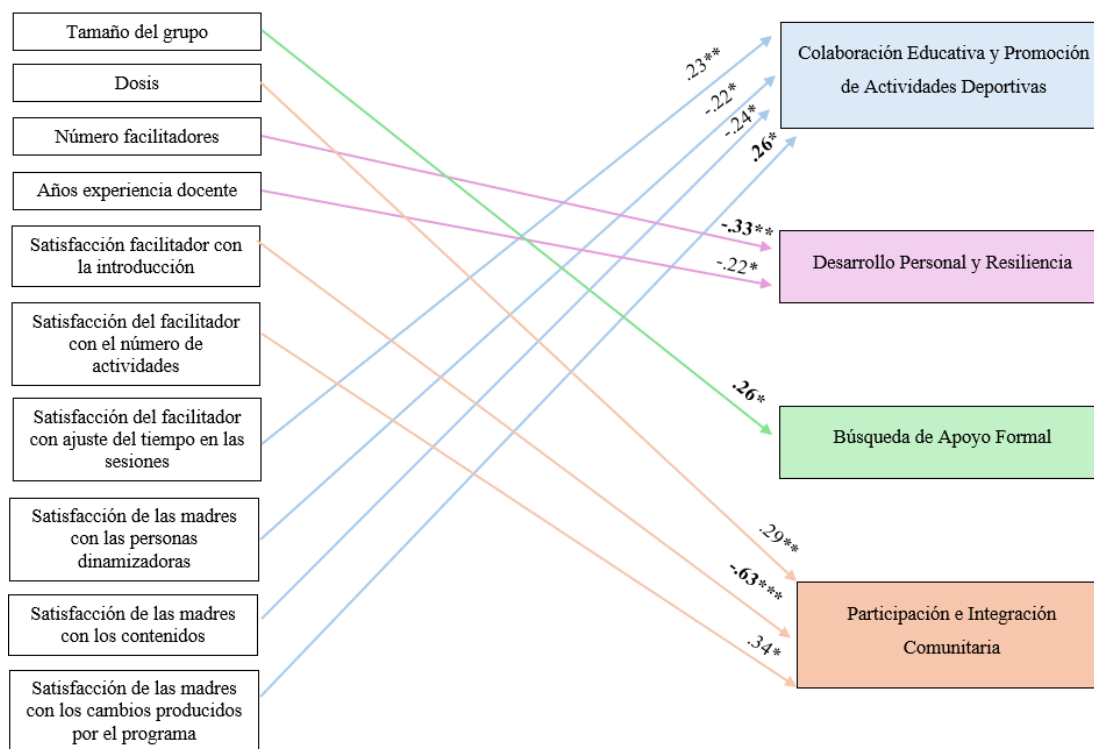 Tamaño del grupo
Dosis
Número facilitadores
Años experiencia docente
Satisfacción facilitador con
la introducción
Satisfacción del facilitador
con el número de
actividades
Satisfacción del facilitador
con ajuste del tiempo en las
sesiones
Satisfacción de las madres
con las personas
dinamizadoras
Satisfacción de las madres
con los contenidos
Satisfacción de las madres
con los cambios producidos
por el programa
.23**
-.22*
-.24*
.26*
-.33**
-.22*
.26*
.29**
-.63***
.34*
Colaboración Educativa y Promoción
de Actividades Deportivas
Desarrollo Personal y Resiliencia
Búsqueda de Apoyo Formal
Participación e Integración
Comunitaria